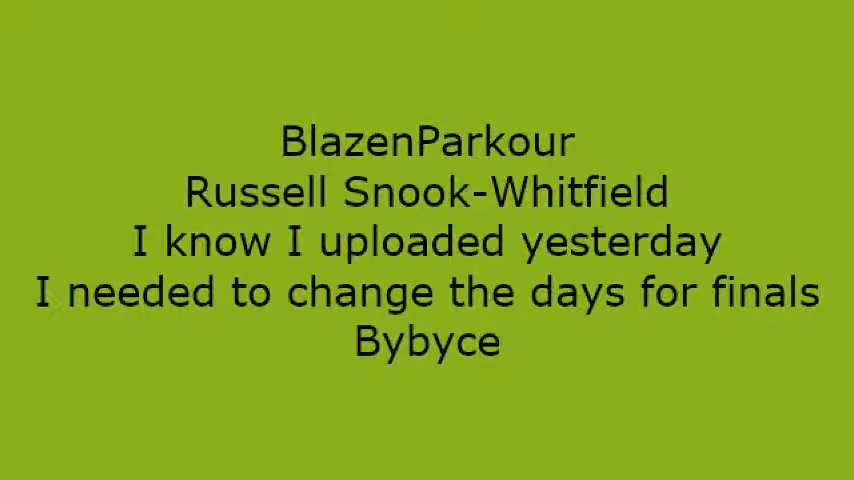 BlazenParkour
Russell Snook-Whitfield
I know I uploaded yesterday
I needed to change the days for finals
Bybyce